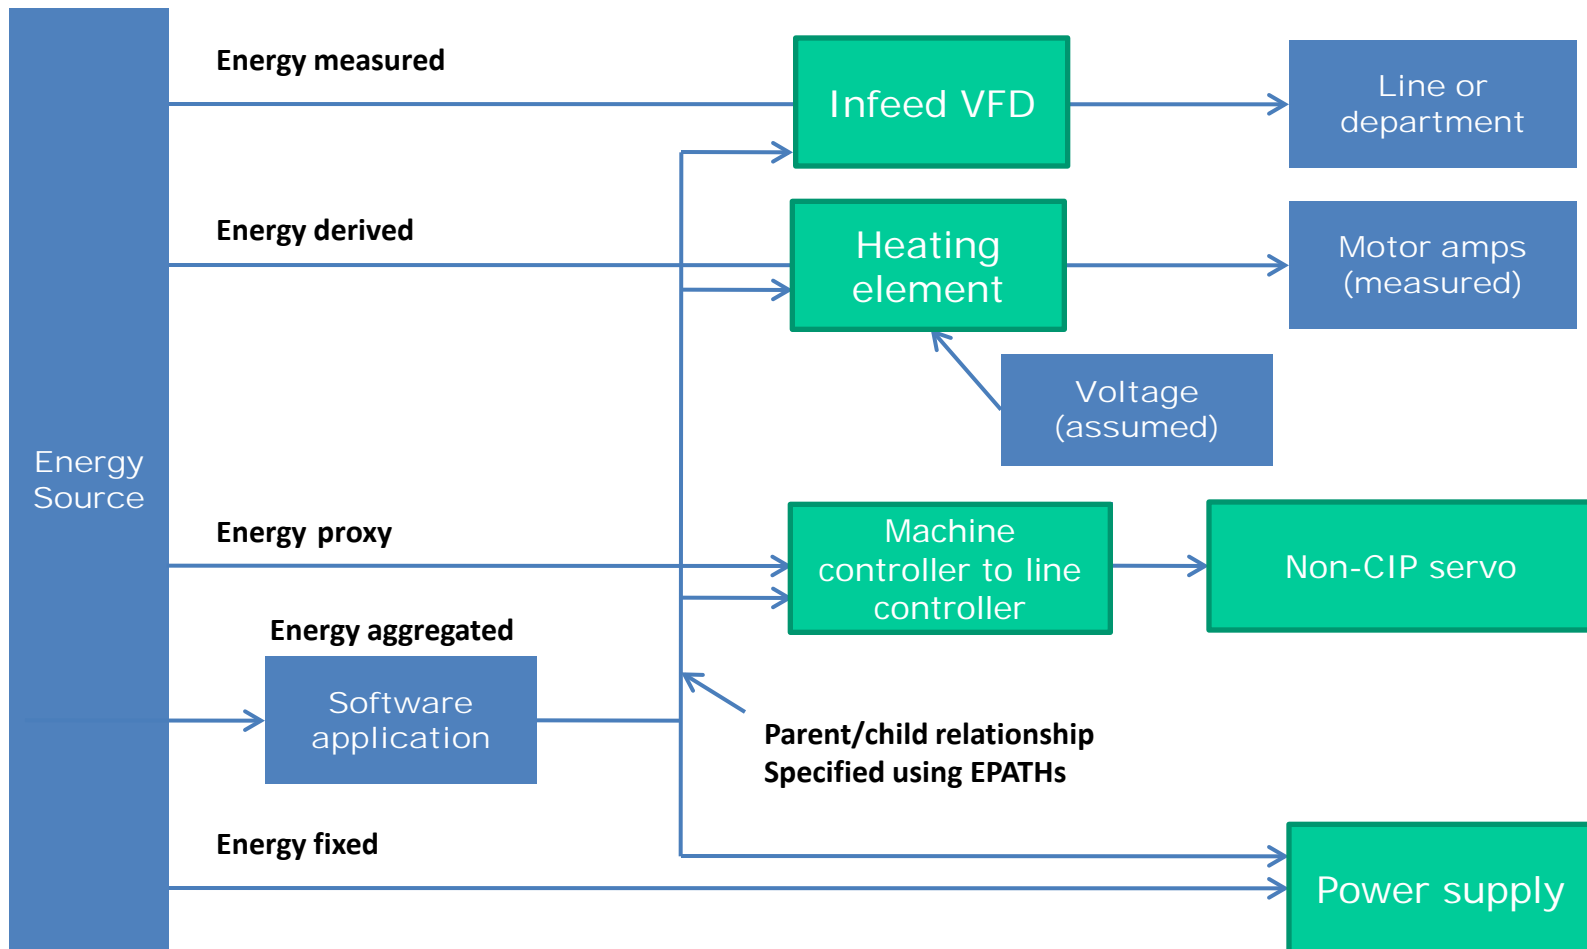 Energy measured
Infeed VFD
Line or
department
Energy derived
Heating
element
Motor amps
(measured)
Voltage
(assumed)
Energy
Source
Energy proxy
Machine
controller to line
controller
Non-CIP servo
Energy aggregated
Software
application
Parent/child relationship
Specified using EPATHs
Energy fixed
Power supply